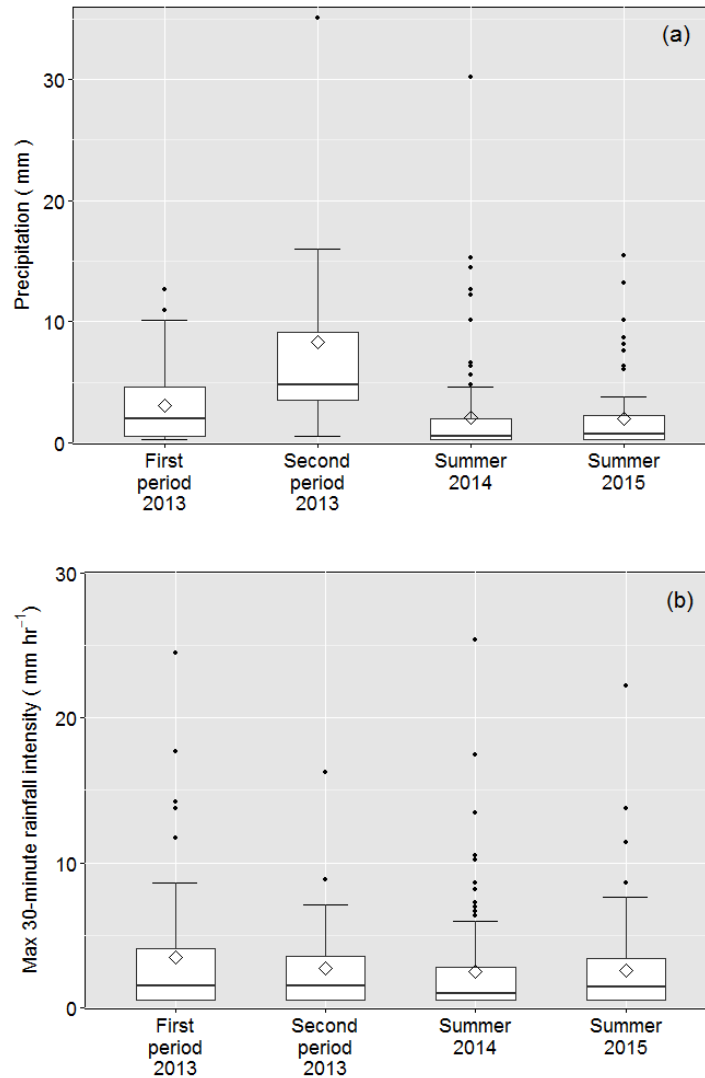 (a)
Precipitation ( mm )
30
20
10
0
First
period
2013
Second
period
2013
Summer
2014
Summer
2015
(b)
Max 30-minute rainfall intensity ( mm hr⁻¹ )
30
20
10
0
First
period
2013
Second
period
2013
Summer
2014
Summer
2015